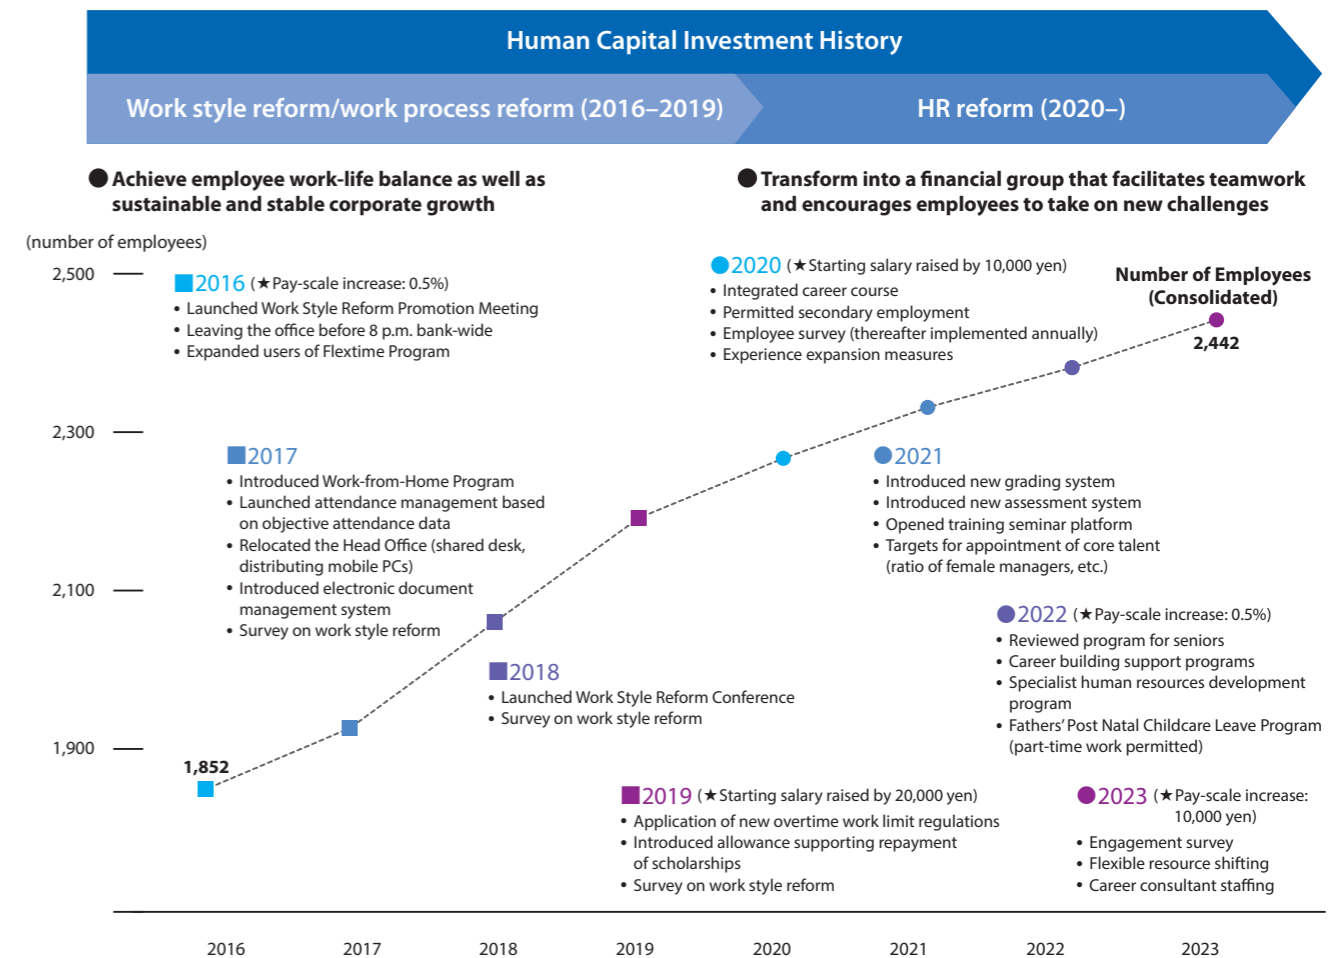 Human Capital Investment History
Work style reform/work process reform (2016–2019)
HR reform (2020–)
● Achieve employee work-life balance as well as
sustainable and stable corporate growth
● Transform into a financial group that facilitates teamwork
and encourages employees to take on new challenges
(number of employees)
2,500
2,300
2,100
1,900
■2016 (★Pay-scale increase: 0.5%)
• Launched Work Style Reform Promotion Meeting
• Leaving the office before 8 p.m. bank-wide
• Expanded users of Flextime Program
■2017
• Introduced Work-from-Home Program
• Launched attendance management based
on objective attendance data
• Relocated the Head Office (shared desk,
distributing mobile PCs)
• Introduced electronic document
management system
• Survey on work style reform
■2018
• Launched Work Style Reform Conference
• Survey on work style reform
■2019 (★Starting salary raised by 20,000 yen)
• Application of new overtime work limit regulations
• Introduced allowance supporting repayment
of scholarships
• Survey on work style reform
●2020 (★Starting salary raised by 10,000 yen)
• Integrated career course
• Permitted secondary employment
• Employee survey (thereafter implemented annually)
• Experience expansion measures
●2021
• Introduced new grading system
• Introduced new assessment system
• Opened training seminar platform
• Targets for appointment of core talent
(ratio of female managers, etc.)
●2022 (★Pay-scale increase: 0.5%)
• Reviewed program for seniors
• Career building support programs
• Specialist human resources development
program
• Fathers' Post Natal Childcare Leave Program
(part-time work permitted)
●2023 (★Pay-scale increase:
10,000 yen)
• Engagement survey
• Flexible resource shifting
• Career consultant staffing
Number of Employees
(Consolidated)
2,442
1,852
2016
2017
2018
2019
2020
2021
2022
2023